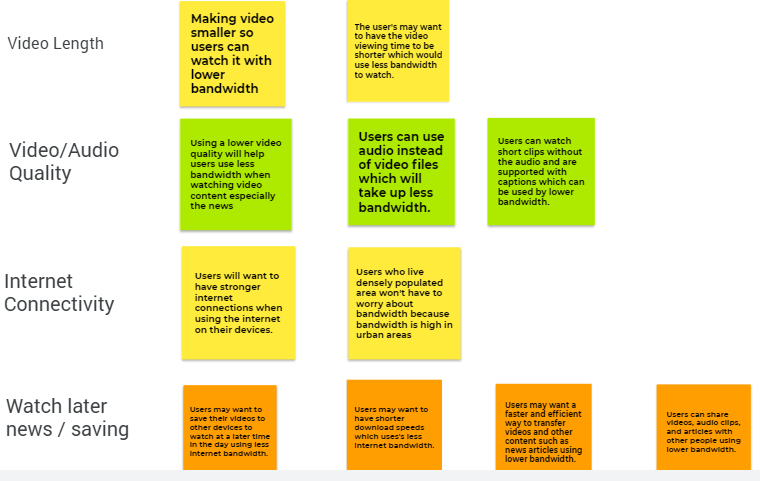 Video Length
Making video
smaller so
users can
watch it with
lower
bandwidth
The user's may want
to have the video
viewing time to be
shorter which would
use less bandwidth
to watch.
Video/Audio
Quality
Using a lower video
quality will help
users use less
bandwidth when
watching video
content especially
the news
Users can use
audio instead
of video files
which will
take up less
bandwidth.
Users can watch
short clips without
the audio and are
supported with
captions which can
be used by lower
bandwidth.
Internet
Connectivity
Users will want to
have stronger
internet
connections when
using the internet
on their devices.
Users who live
densely populated
area won't have to
worry about
bandwidth because
bandwidth is high in
urban areas
Watch later
news / saving
Users may want to
save their videos to
other devices to
watch at a later time
in the day using less
internet bandwidth.
Users may want to
have shorter
download speeds
which uses's less
internet bandwidth.
Users may want a
faster and efficient
way to transfer
videos and other
content such as
news articles using
lower bandwidth.
Users can share
videos, audio clips,
and articles with
other people using
lower bandwidth.